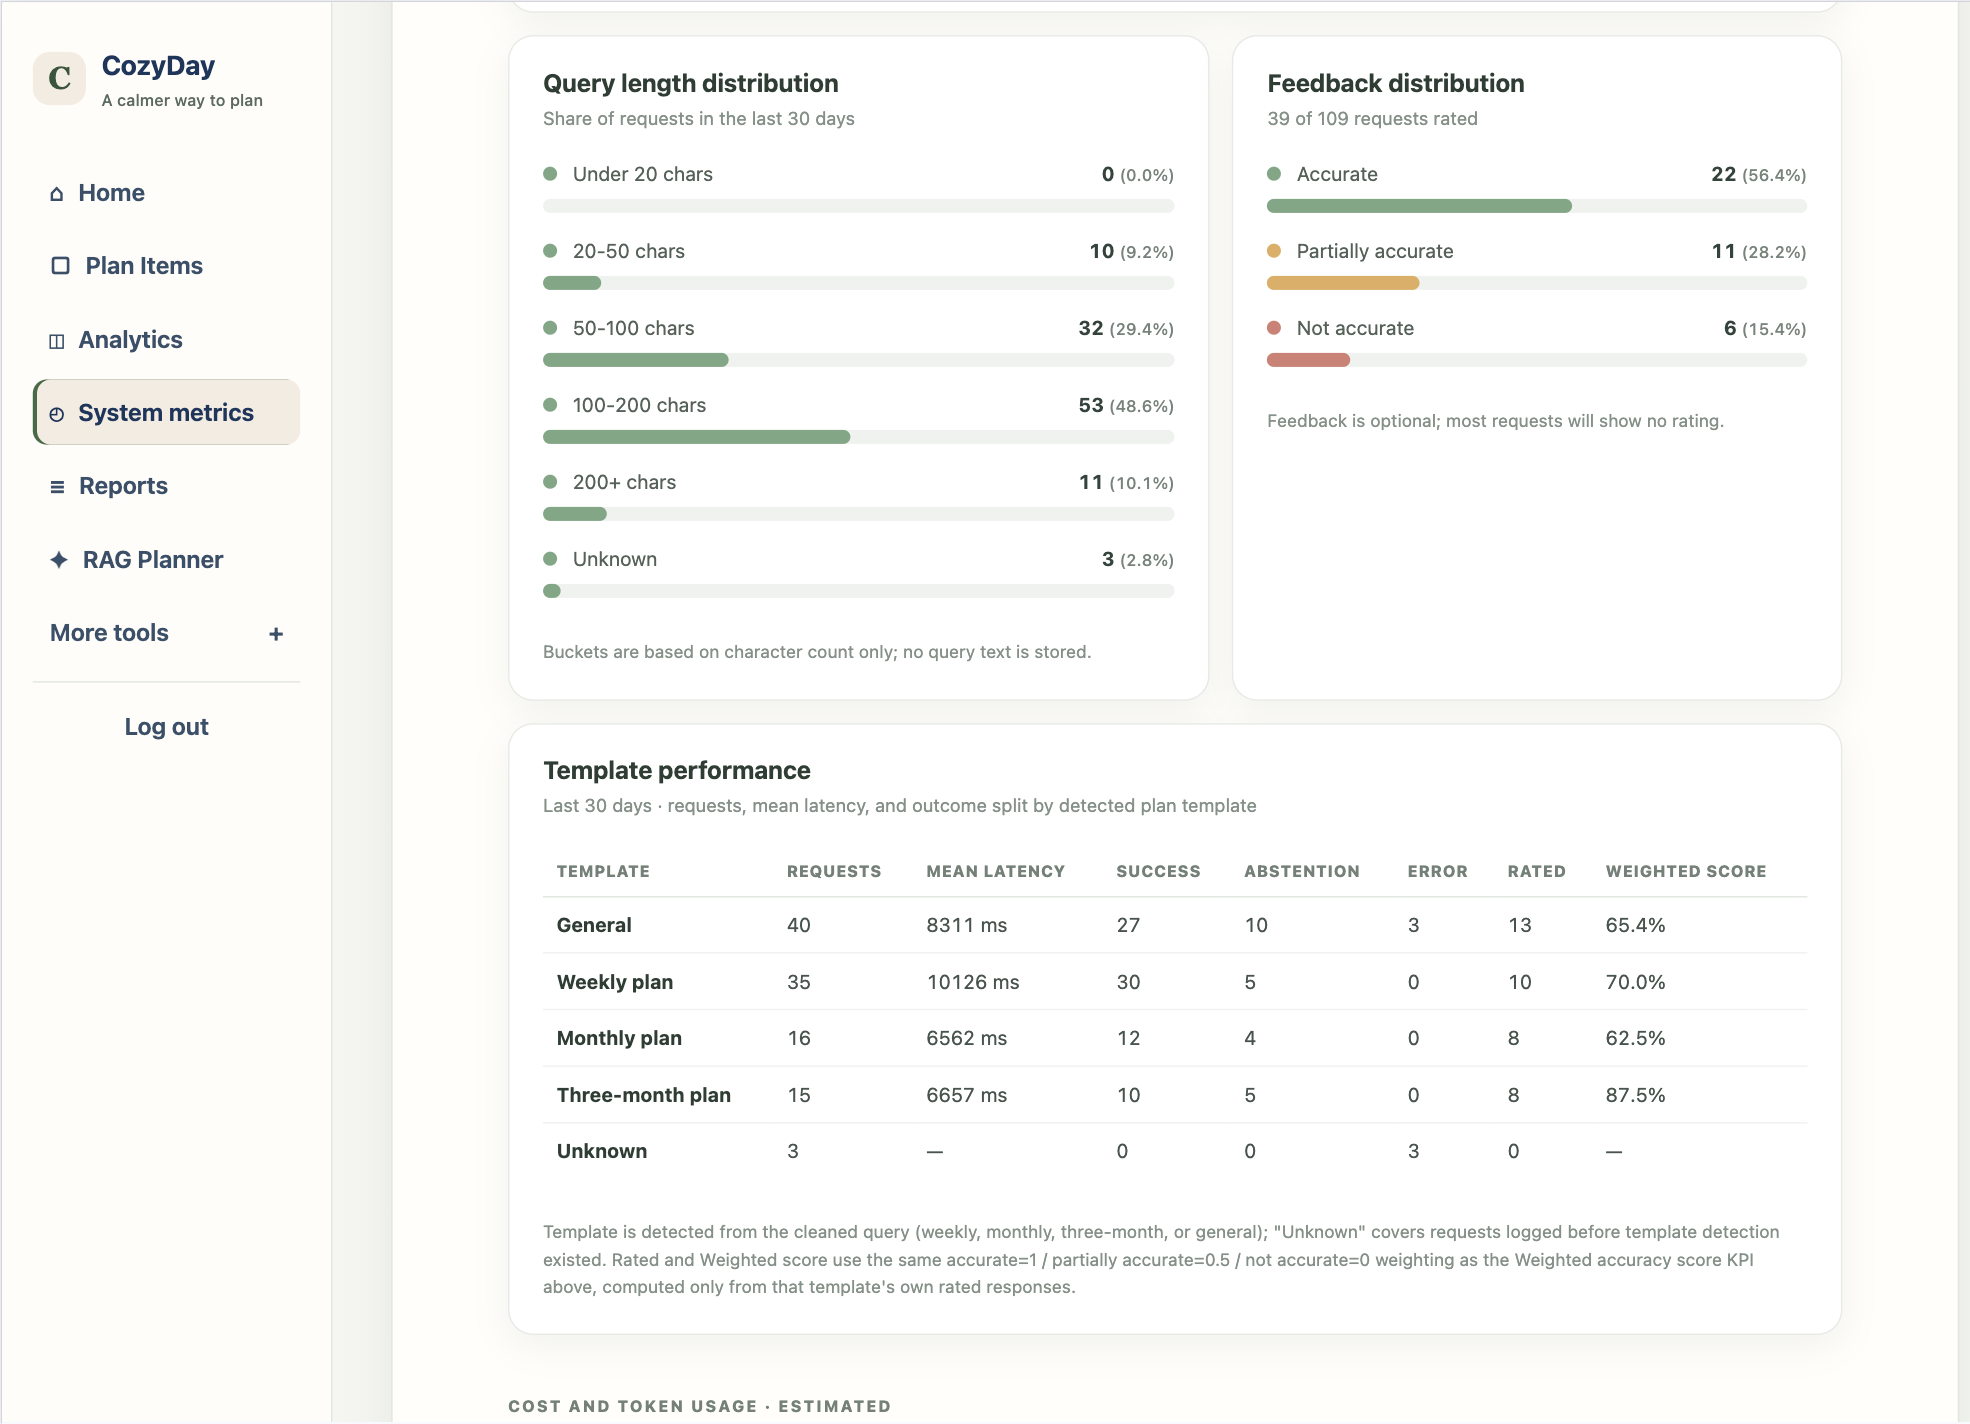 C
CozyDay
A calmer way to plan
Home
Plan Items
Analytics
System metrics
Reports
RAG Planner
More tools +
Log out
Query length distribution
Share of requests in the last 30 days
Under 20 chars 0 (0.0%)
20-50 chars 10 (9.2%)
50-100 chars 32 (29.4%)
100-200 chars 53 (48.6%)
200+ chars 11 (10.1%)
Unknown 3 (2.8%)
Buckets are based on character count only; no query text is stored.
Feedback distribution
39 of 109 requests rated
Accurate 22 (56.4%)
Partially accurate 11 (28.2%)
Not accurate 6 (15.4%)
Feedback is optional; most requests will show no rating.
Template performance
Last 30 days · requests, mean latency, and outcome split by detected plan template
TEMPLATE REQUESTS MEAN LATENCY SUCCESS ABSTENTION ERROR RATED WEIGHTED SCORE
General 40 8311 ms 27 10 3 13 65.4%
Weekly plan 35 10126 ms 30 5 0 10 70.0%
Monthly plan 16 6562 ms 12 4 0 8 62.5%
Three-month plan 15 6657 ms 10 5 0 8 87.5%
Unknown 3 — 0 0 3 0 —
Template is detected from the cleaned query (weekly, monthly, three-month, or general); "Unknown" covers requests logged before template detection
existed. Rated and Weighted score use the same accurate=1 / partially accurate=0.5 / not accurate=0 weighting as the Weighted accuracy score KPI
above, computed only from that template's own rated responses.
COST AND TOKEN USAGE · ESTIMATED